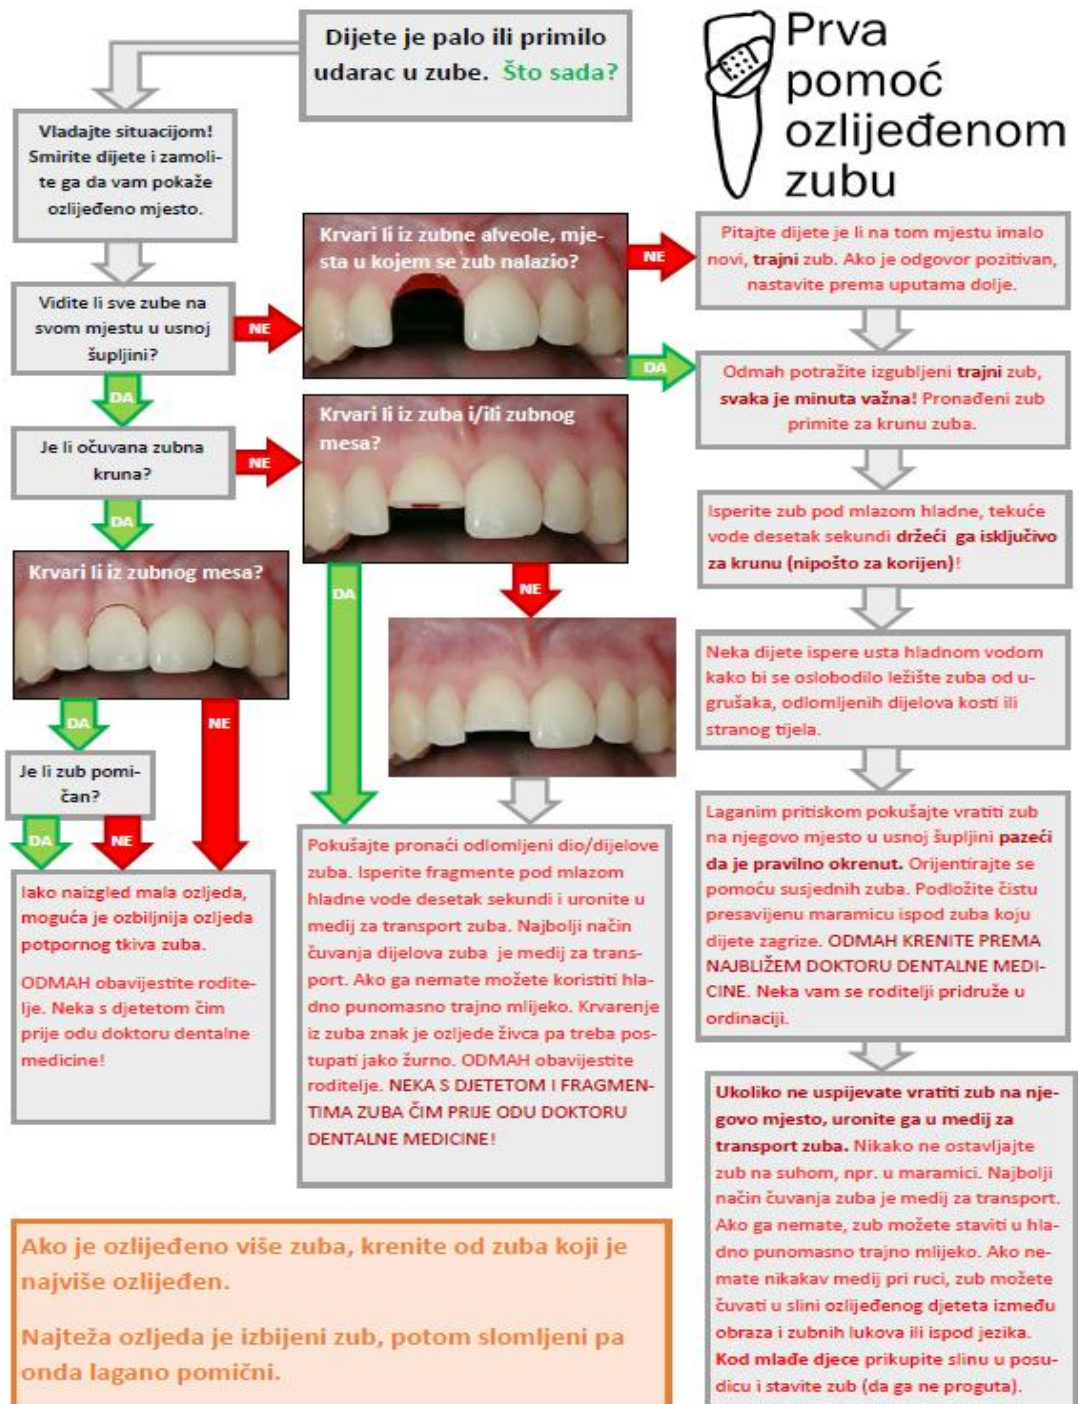 Dijete je palo ili primilo
udarac u zube. Što sada?
Prva
pomoć
ozlijeđenom
zubu
Vladajte situacijom!
Smirite dijete i zamoli-
te ga da vam pokaže
ozlijeđeno mjesto.
Vidite li sve zube na
svom mjestu u usnoj
šupljini?
NE
Krvari li iz zubne alveole, mje-
sta u kojem se zub nalazio?
NE
Pitajte dijete je li na tom mjestu imalo
novi, trajni zub. Ako je odgovor pozitivan,
nastavite prema uputama dolje.
DA
Odmah potražite izgubljeni trajni zub,
svaka je minuta važna! Pronađeni zub
primite za krunu zuba.
DA
Je li očuvana zubna
kruna?
NE
Krvari li iz zuba i/ili zubnog
mesa?
Isperite zub pod mlazom hladne, tekuće
vode desetak sekundi držeći ga isključivo
za krunu (nipošto za korijen)!
DA
Krvari li iz zubnog mesa?
DA
NE
Neka dijete ispere usta hladnom vodom
kako bi se oslobodilo ležište zuba od u-
grušaka, odlomljenih dijelova kosti ili
stranog tijela.
DA
NE
Je li zub pomi-
čan?
DA
NE
Laganim pritiskom pokušajte vratiti zub
na njegovo mjesto u usnoj šupljini pazeći
da je pravilno okrenut. Orijentirajte se
pomoću susjednih zuba. Podložite čistu
presavijenu maramicu ispod zuba koju
dijete zagrize. ODMAH KRENITE PREMA
NAJBLIŽEM DOKTORU DENTALNE MEDI-
CINE. Neka vam se roditelji pridruže u
ordinaciji.
Iako naizgled mala ozljeda,
moguća je ozbiljnija ozljeda
potpornog tkiva zuba.
ODMAH obavijestite rodite-
lje. Neka s djetetom čim
prije odu doktoru dentalne
medicine!
Pokušajte pronaći odlomljeni dio/dijelove
zuba. Isperite fragmente pod mlazom
hladne vode desetak sekundi i uronite u
medij za transport zuba. Najbolji način
čuvanja dijelova zuba je medij za trans-
port. Ako ga nemate možete koristiti hla-
dno punomasno trajno mlijeko. Krvarenje
iz zuba znak je ozljede živca pa treba pos-
tupati jako žurno. ODMAH obavijestite
roditelje. NEKA S DJETETOM I FRAGMEN-
TIMA ZUBA ČIM PRIJE ODU DOKTORU
DENTALNE MEDICINE!
Ukoliko ne uspijevate vratiti zub na nje-
govo mjesto, uronite ga u medij za
transport zuba. Nikako ne ostavljajte
zub na suhom, npr. u maramici. Najbolji
način čuvanja zuba je medij za transport.
Ako ga nemate, zub možete staviti u hla-
dno punomasno trajno mlijeko. Ako ne-
mate nikakav medij pri ruci, zub možete
čuvati u slini ozlijeđenog djeteta između
obraza i zubnih lukova ili ispod jezika.
Kod mlađe djece prikupite slinu u posu-
dicu i stavite zub (da ga ne proguta).
Ako je ozlijeđeno više zuba, krenite od zuba koji je
najviše ozlijeđen.
Najteža ozljeda je izbijeni zub, potom slomljeni pa
onda lagano pomični.